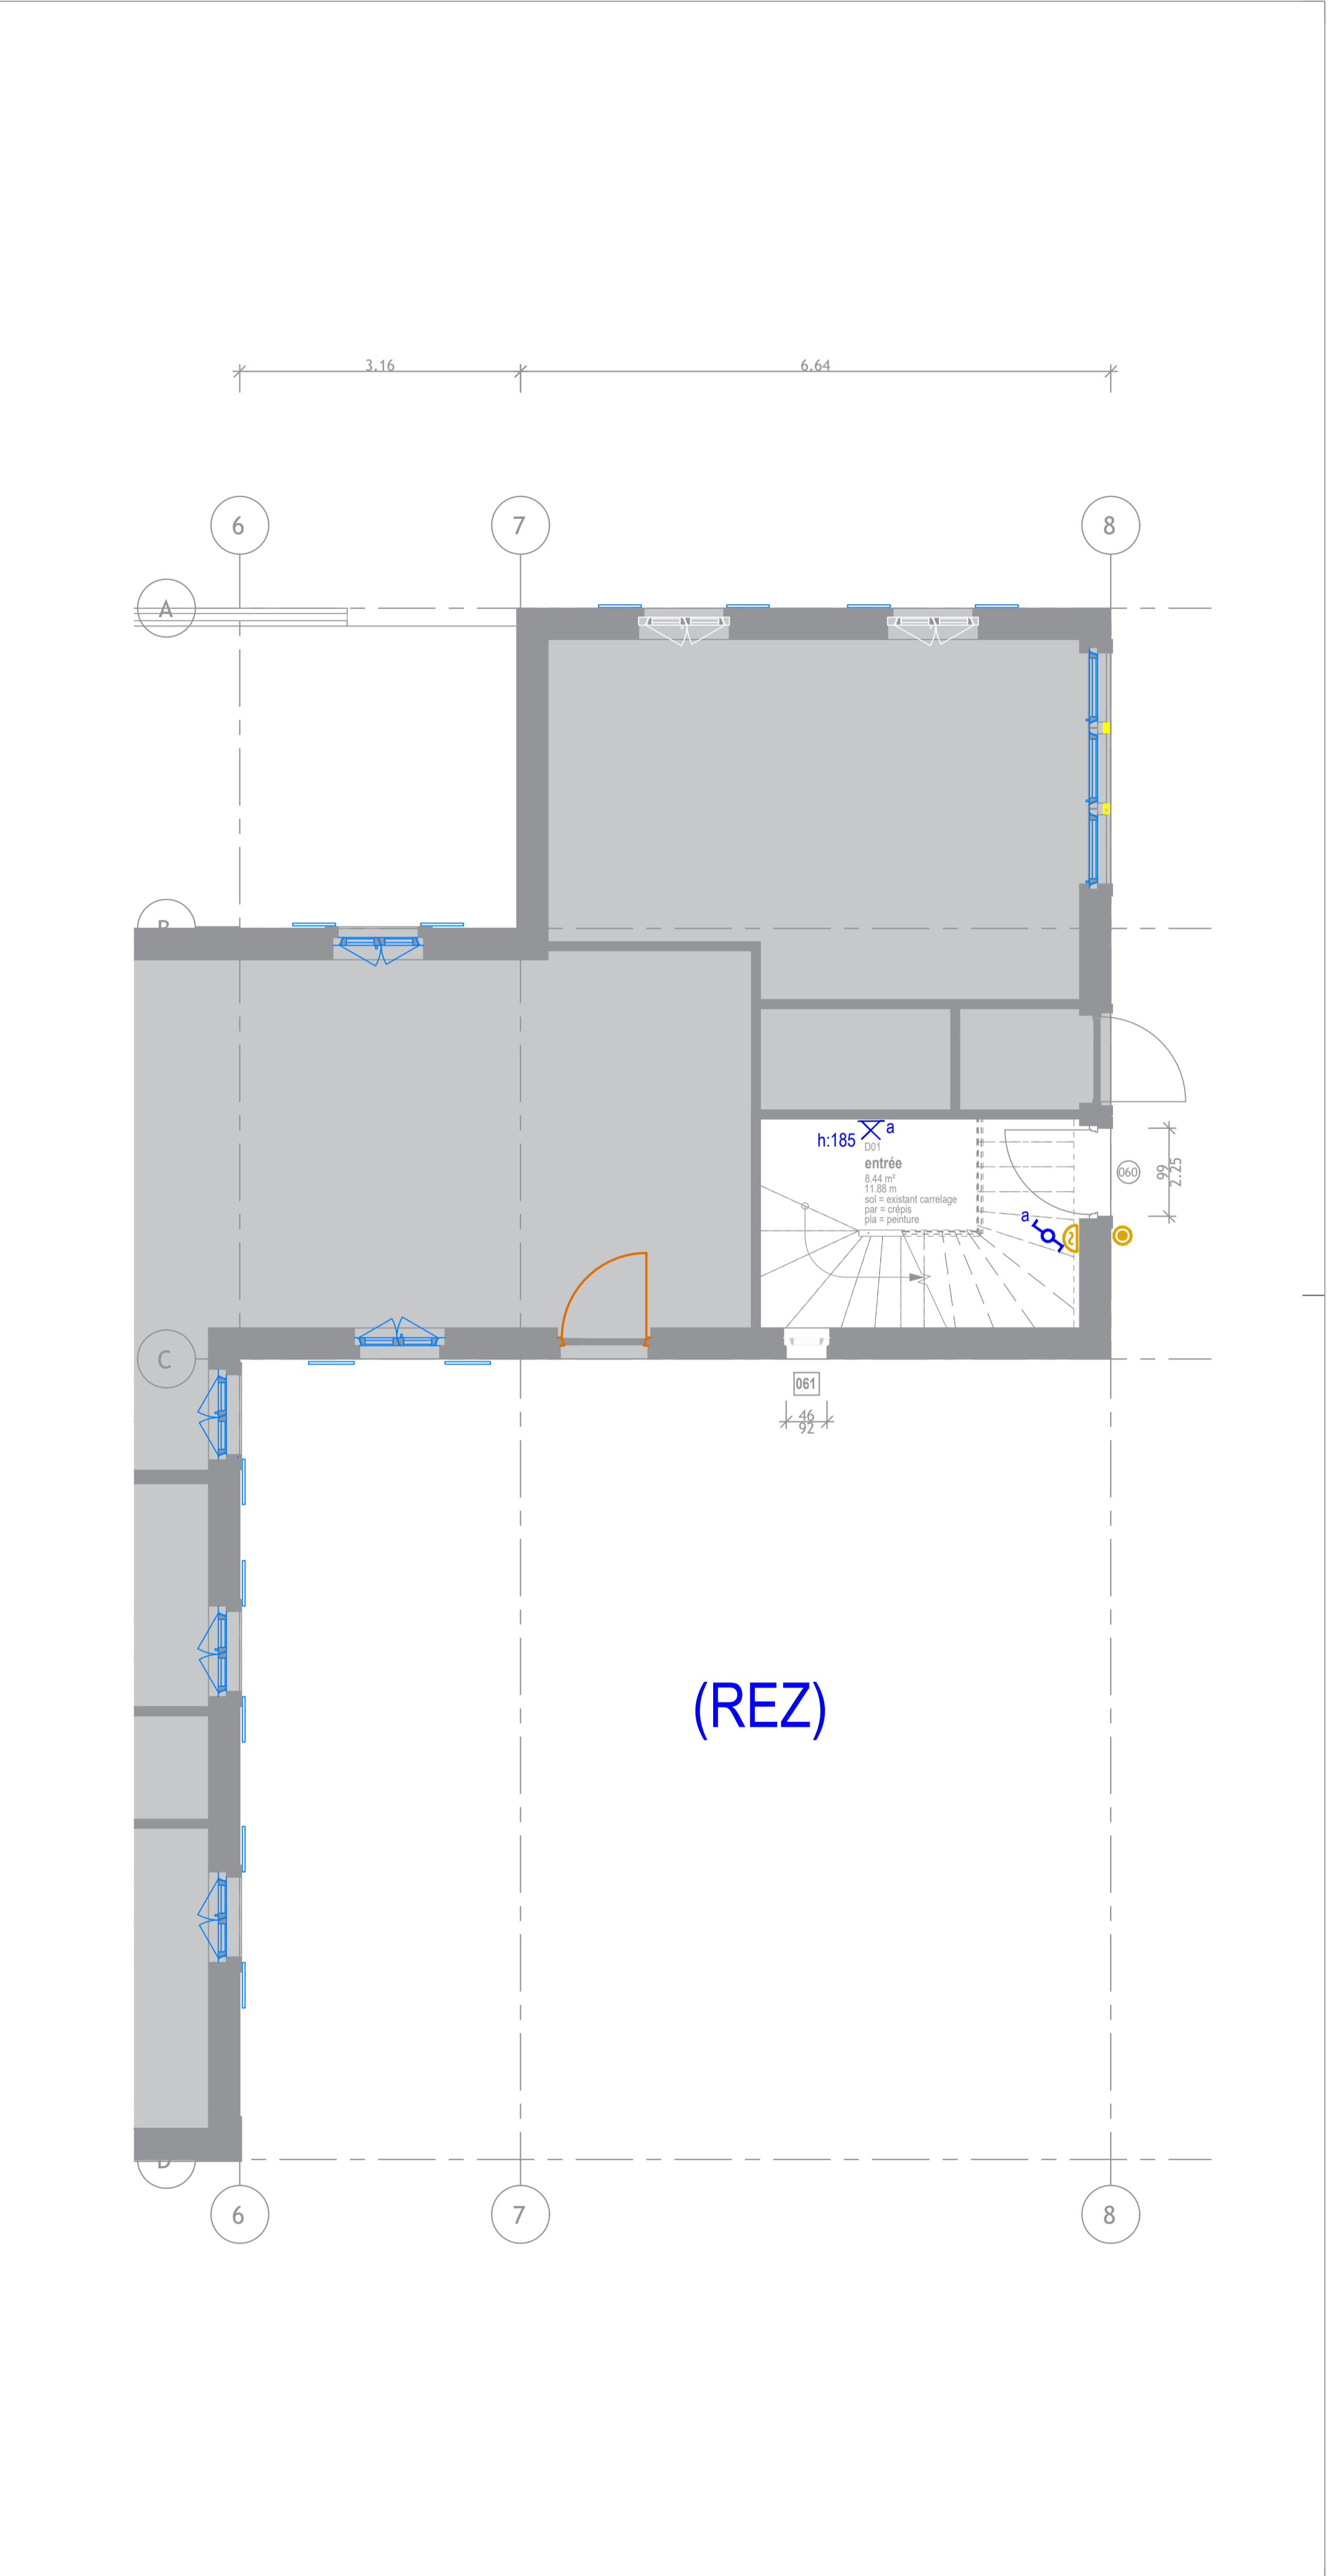 3.16
6.64
6
7
8
A
B
a
h:185
D01
entrée
8.44 m²
11.88 m
sol = existant carrelage
par = crépis
pla = peinture
060
99
2.25
a
C
061
46
92
(REZ)
D
6
7
8